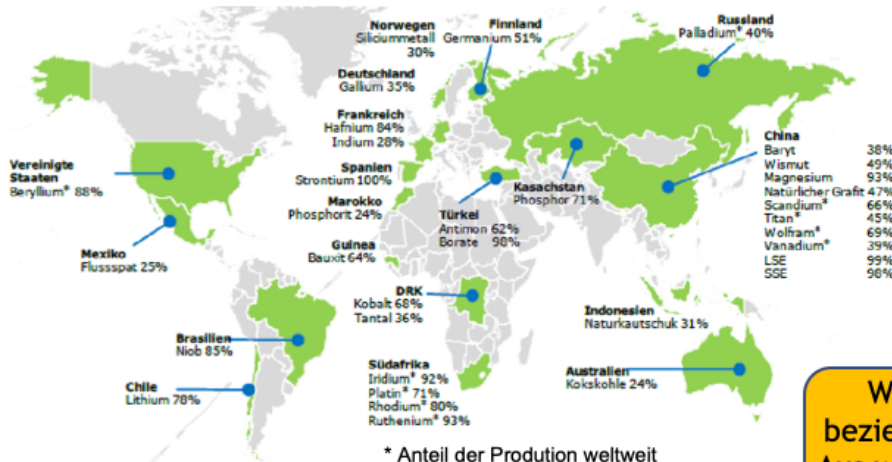 Norwegen
Siliciummetall
30%
Finnland
Germanium 51%
Russland
Palladium* 40%
Deutschland
Gallium 35%
Frankreich
Hafnium 84%
Indium 28%
Spanien
Strontium 100%
Marokko
Phosphorit 24%
Vereinigte
Staaten
Beryllium* 88%
Mexiko
Flussspat 25%
Guinea
Bauxit 64%
Türkei
Antimon 62%
Borate 98%
Kasachstan
Phosphor 71%
China
Baryt 38%
Wismut 49%
Magnesium 93%
Natürlicher Grafit 47%
Scandium* 66%
Titan* 45%
Wolfram* 69%
Vanadium* 39%
LSE 99%
SSE 98%
DRK
Kobalt 68%
Tantal 36%
Indonesien
Naturkautschuk 31%
Brasilien
Niob 85%
Chile
Lithium 78%
Südafrika
Iridium* 92%
Platin* 71%
Rhodium* 80%
Ruthenium* 93%
Australien
Kokskohle 24%
* Anteil der Prodution weltweit
W
bezie